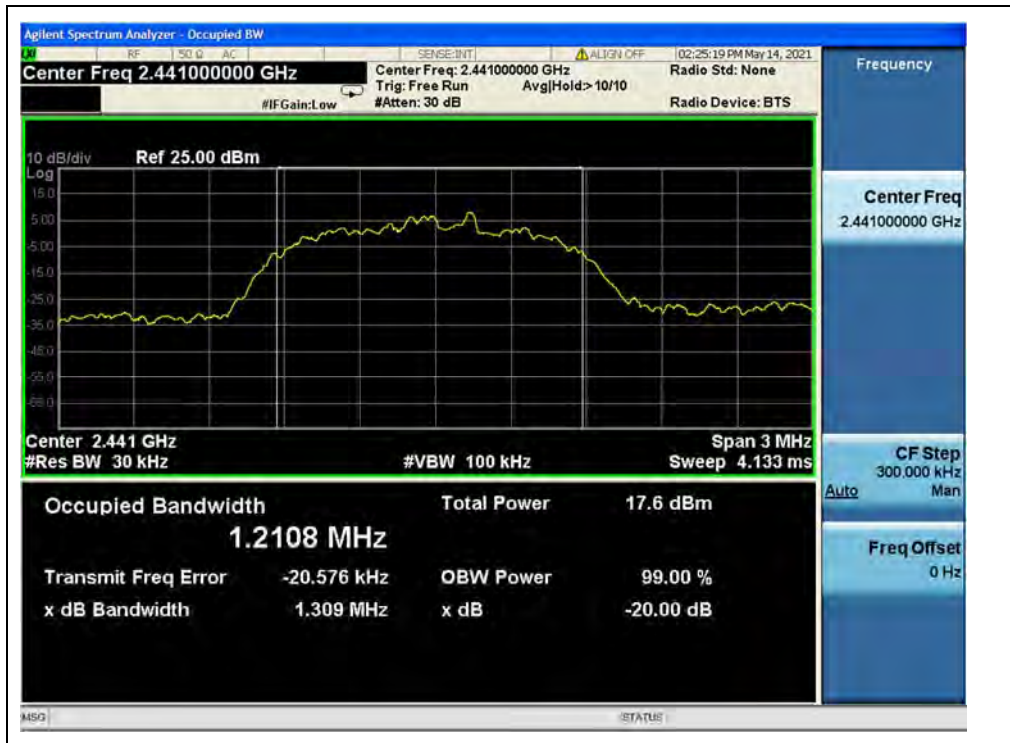 Agilent Spectrum Analyzer - Occupied BW
LXI RF 50 Ω AC SENSE:INT ALIGN OFF 02:25:19 PM May 14, 2021
Center Freq 2.441000000 GHz Center Freq: 2.441000000 GHz Radio Std: None Frequency
Trig: Free Run Avg|Hold:> 10/10
#IFGain:Low #Atten: 30 dB Radio Device: BTS
10 dB/div Ref 25.00 dBm
Log
15.0
5.00
-5.00
-15.0
-25.0
-35.0
-45.0
-55.0
-65.0
Center 2.441 GHz Span 3 MHz
#Res BW 30 kHz #VBW 100 kHz Sweep 4.133 ms
Occupied Bandwidth Total Power 17.6 dBm
1.2108 MHz
Transmit Freq Error -20.576 kHz OBW Power 99.00 %
x dB Bandwidth 1.309 MHz x dB -20.00 dB
Center Freq
2.441000000 GHz
CF Step
300.000 kHz
Auto Man
Freq Offset
0 Hz
MSG STATUS